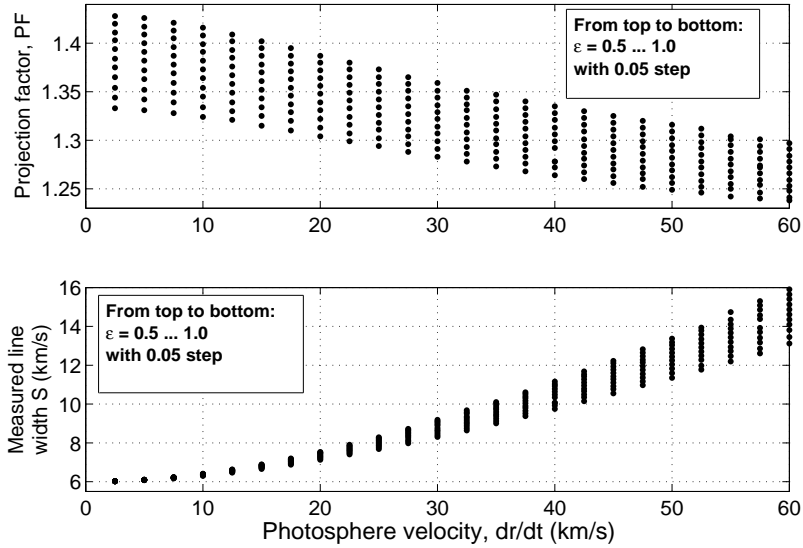 1.4
1.35
1.3
1.25
Projection factor, PF
From top to bottom:
ε = 0.5 ... 1.0
with 0.05 step
0 10 20 30 40 50 60
16
14
12
10
8
6
Measured line
width S (km/s)
From top to bottom:
ε = 0.5 ... 1.0
with 0.05 step
0 10 20 30 40 50 60
Photosphere velocity, dr/dt (km/s)